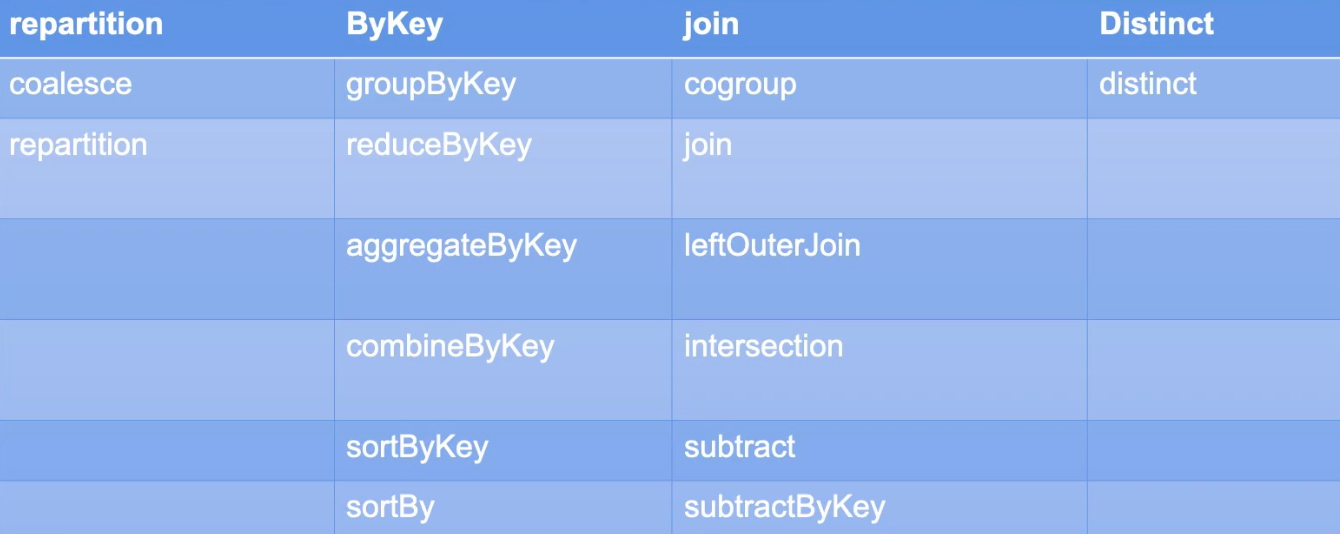 repartition ByKey join Distinct
coalesce groupByKey cogroup distinct
repartition reduceByKey join
aggregateByKey leftOuterJoin
combineByKey intersection
sortByKey subtract
sortBy subtractByKey